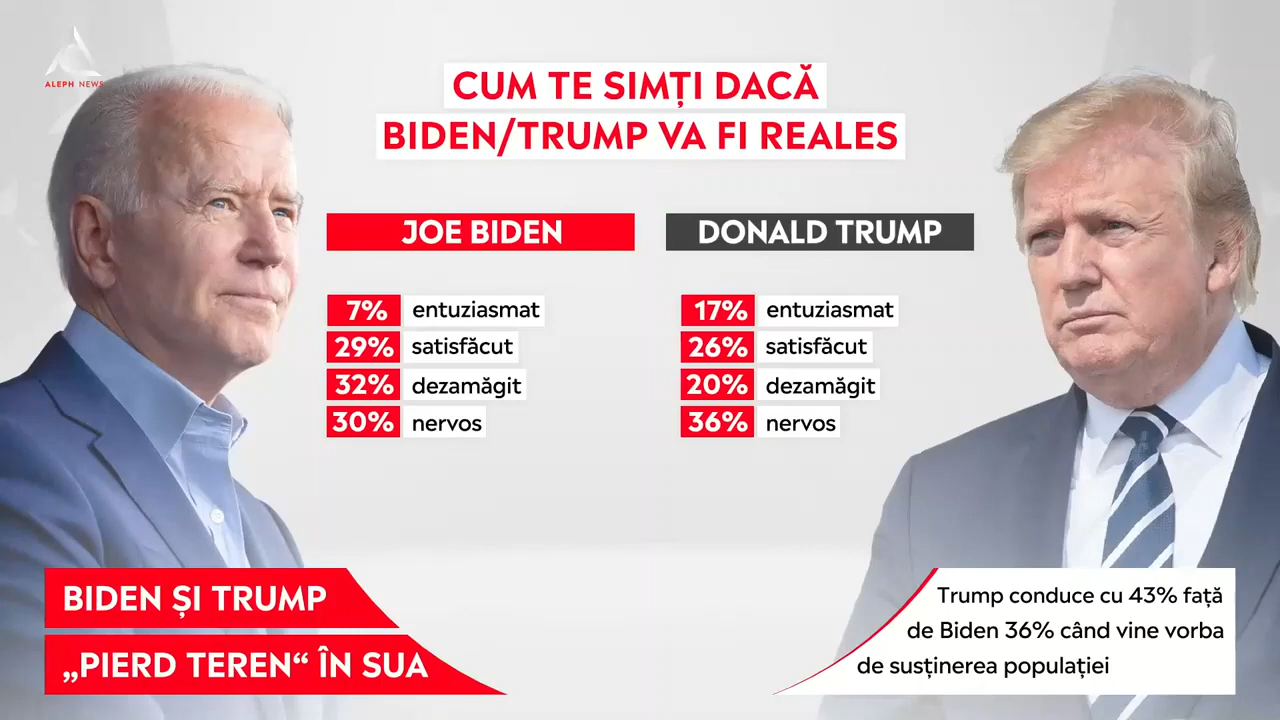 ALEPH NEWS
CUM TE SIMȚI DACĂ
BIDEN/TRUMP VA FI REALES
JOE BIDEN
7% entuziasmat
29% satisfăcut
32% dezamăgit
30% nervos
DONALD TRUMP
17% entuziasmat
26% satisfăcut
20% dezamăgit
36% nervos
BIDEN ȘI TRUMP
„PIERD TEREN“ ÎN SUA
Trump conduce cu 43% față
de Biden 36% când vine vorba
de susținerea populației